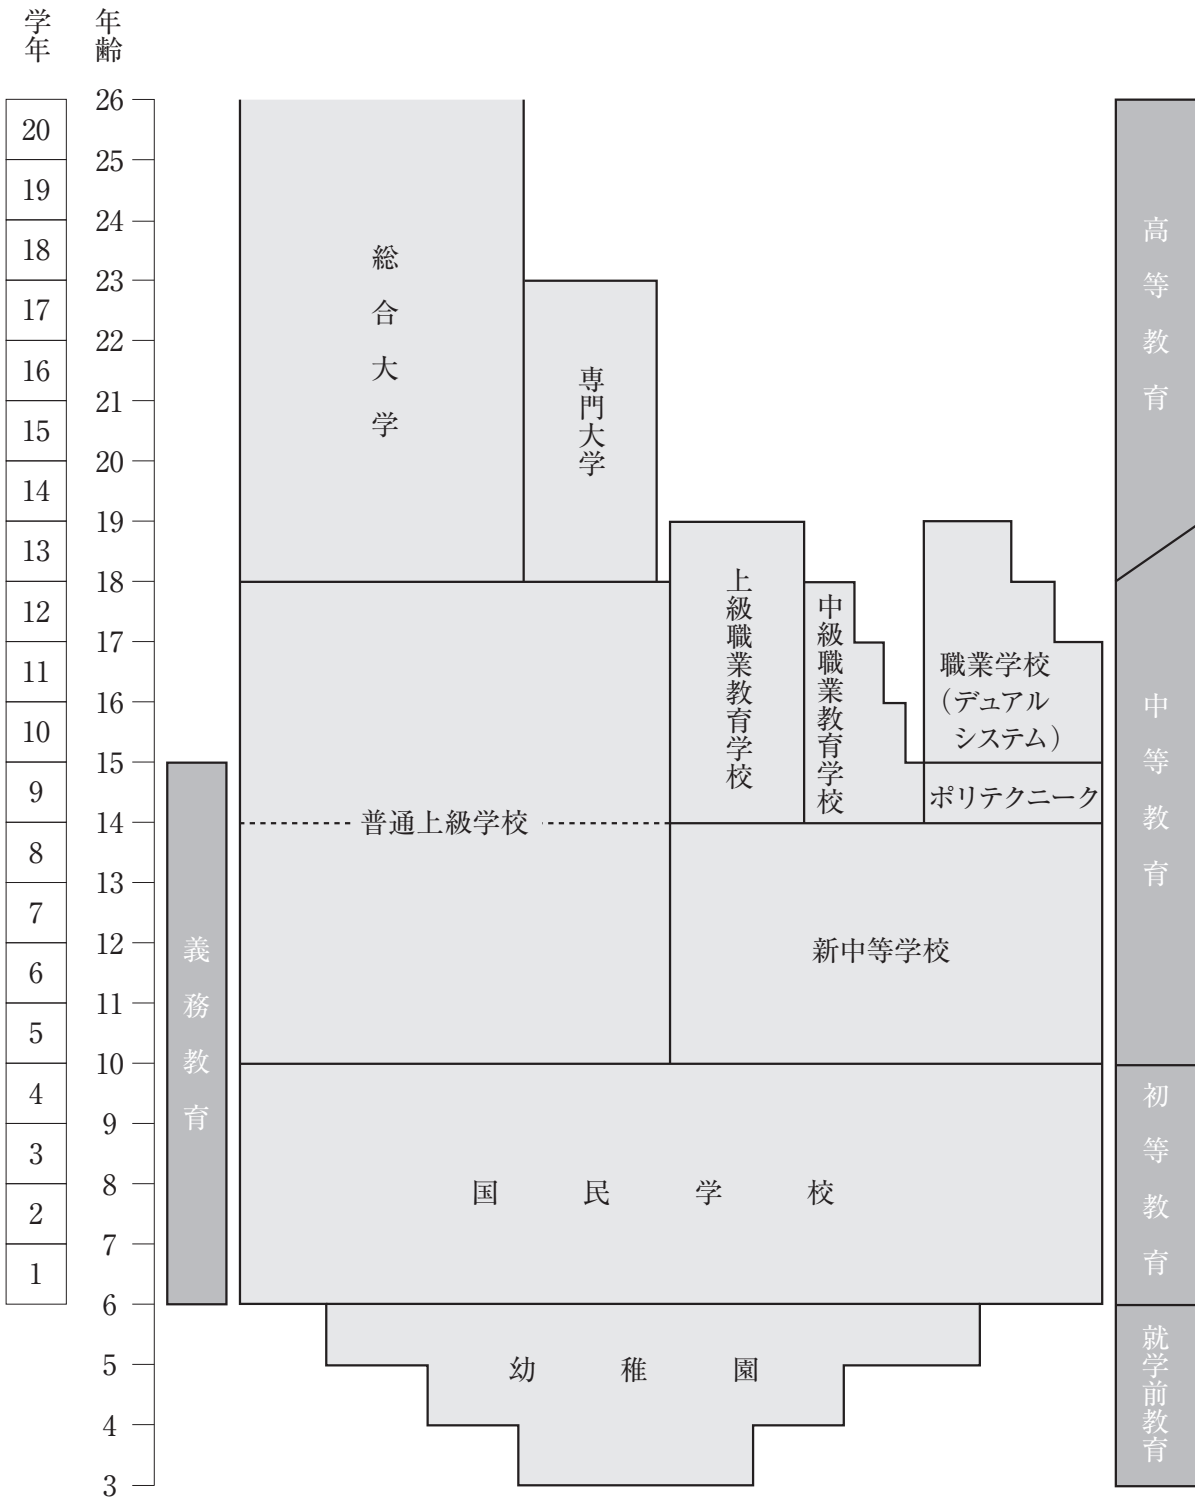 学年
年齢
20
19
18
17
16
15
14
13
12
11
10
9
8
7
6
5
4
3
2
1
26
25
24
23
22
21
20
19
18
17
16
15
14
13
12
11
10
9
8
7
6
5
4
3
義務教育
総合大学
専門大学
上級職業教育学校
中級職業教育学校
職業学校
（デュアル
システム）
ポリテクニーク
普通上級学校
新中等学校
国民学校
幼稚園
高等教育
中等教育
初等教育
就学前教育